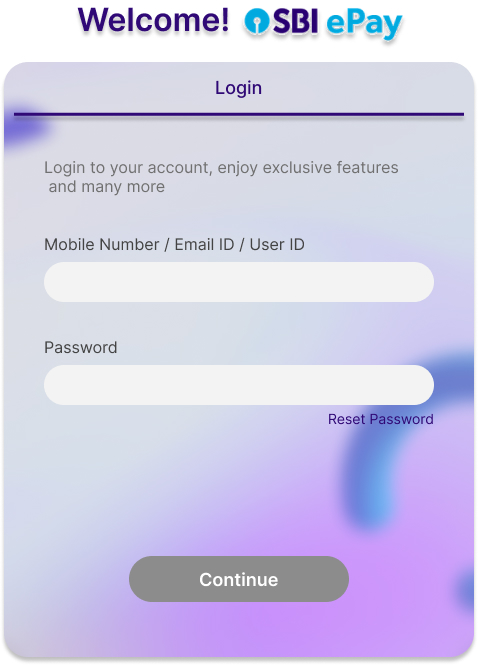 Welcome! SBI ePay
Login
Login to your account, enjoy exclusive features
and many more
Mobile Number / Email ID / User ID
Password
Reset Password
Continue